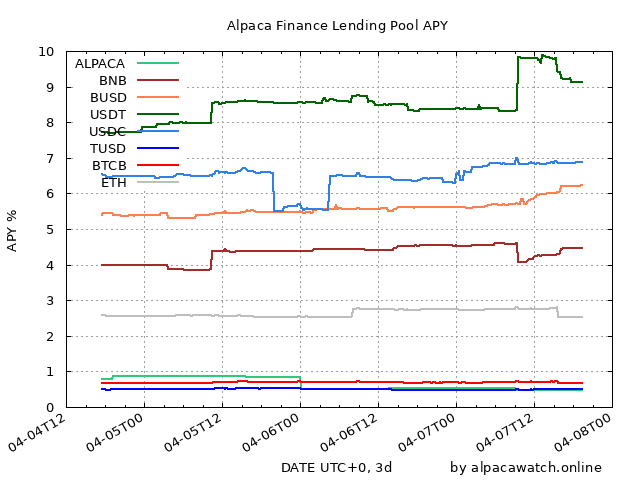 Alpaca Finance Lending Pool APY
10
9
8
7
6
5
4
3
2
1
0
APY %
ALPACA
BNB
BUSD
USDT
USDC
TUSD
BTCB
ETH
04-04T12
04-05T00
04-05T12
04-06T00
04-06T12
04-07T00
04-07T12
04-08T00
DATE UTC+0, 3d
by alpacawatch.online